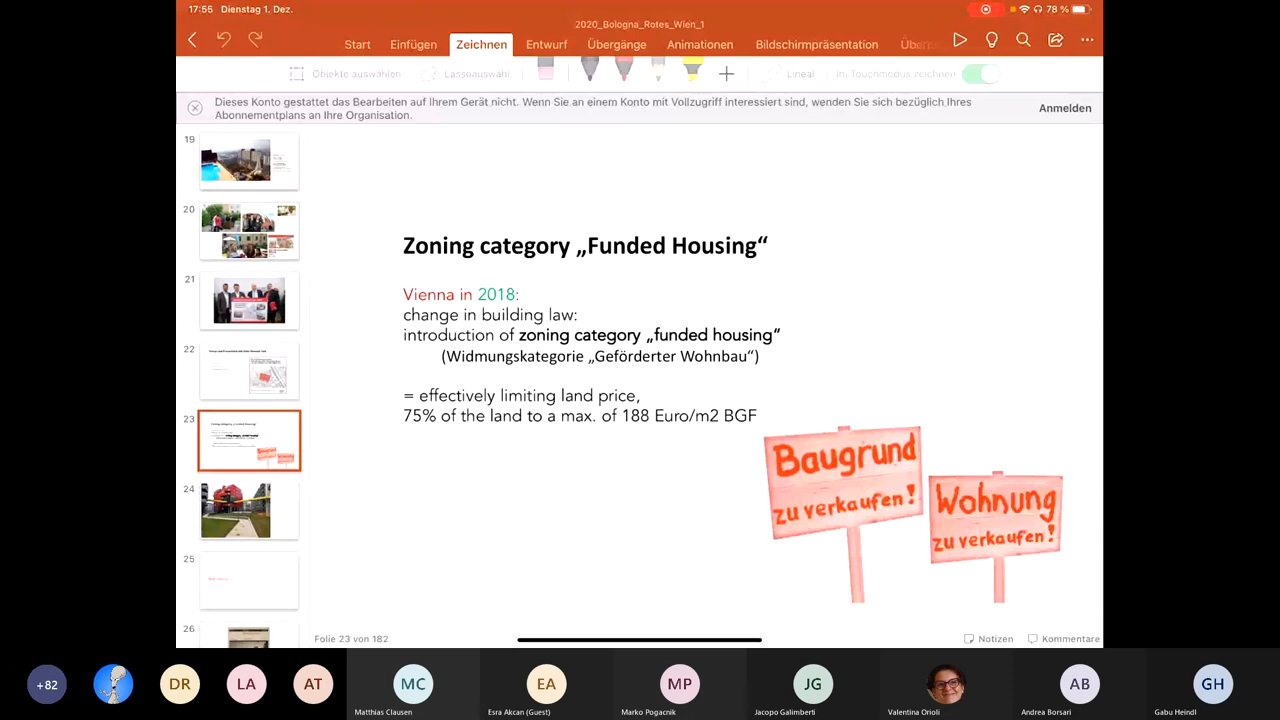 17:55 Dienstag 1. Dez.
78 %
2020_Bologna_Rotes_Wien_1
Start Einfügen Zeichnen Entwurf Übergänge Animationen Bildschirmpräsentation
Objekte auswählen Lassoauswahl Lineal Im Touchmodus zeichnen
Dieses Konto gestattet das Bearbeiten auf Ihrem Gerät nicht. Wenn Sie an einem Konto mit Vollzugriff interessiert sind, wenden Sie sich bezüglich Ihres
Abonnementplans an Ihre Organisation.
Anmelden
19
20
21
22
23
24
25
26
Zoning category „Funded Housing“
Vienna in 2018:
change in building law:
introduction of zoning category „funded housing“
(Widmungskategorie „Geförderter Wohnbau“)
= effectively limiting land price,
75% of the land to a max. of 188 Euro/m2 BGF
Baugrund
zu verkaufen!
Wohnung
zu verkaufen!
Folie 23 von 182
Notizen Kommentare
+82 DR LA AT MC EA MP JG AB GH
Matthias Clausen Esra Akcan (Guest) Marko Pogacnik Jacopo Galimberti Valentina Orioli Andrea Borsari Gabu Heindl